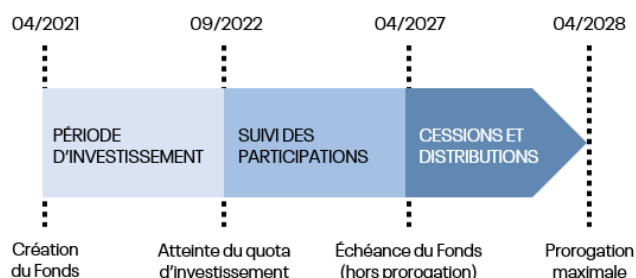 04/2021 09/2022 04/2027 04/2028
PÉRIODE
D'INVESTISSEMENT
SUIVI DES
PARTICIPATIONS
CESSIONS ET
DISTRIBUTIONS
Création
du Fonds
Atteinte du quota
d'investissement
Échéance du Fonds
(hors prorogation)
Prorogation
maximale